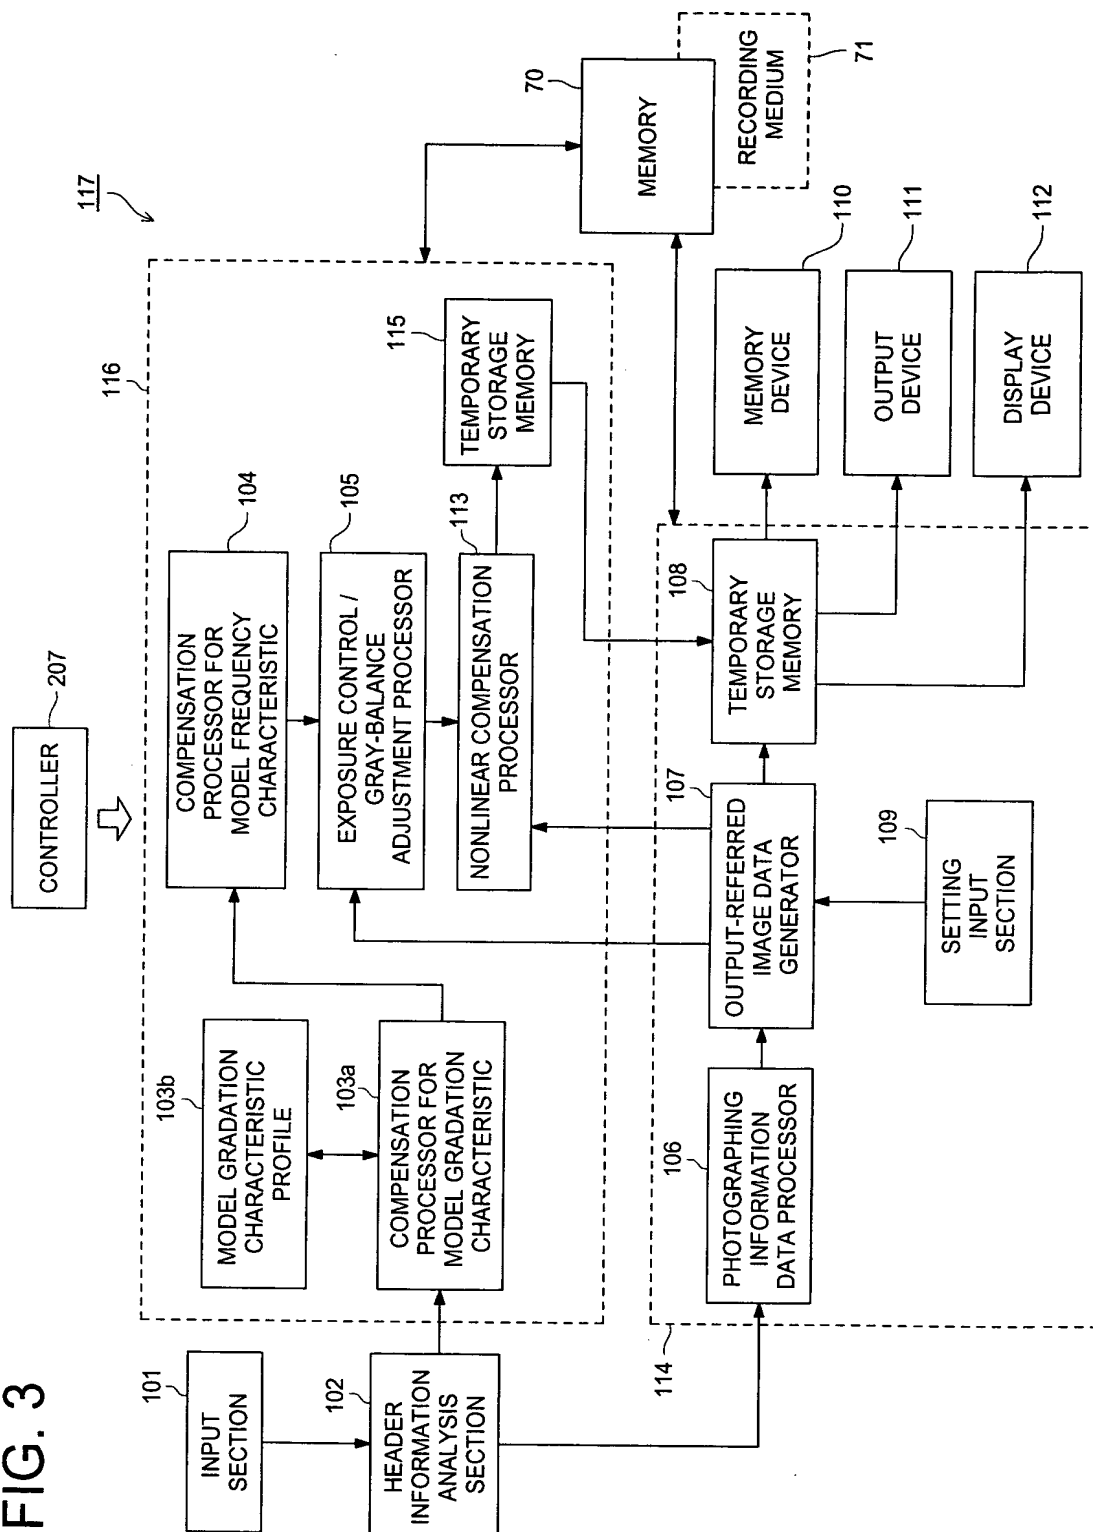 FIG. 3
117
CONTROLLER
207
116
INPUT
SECTION
101
HEADER
INFORMATION
ANALYSIS
SECTION
102
MODEL GRADATION
CHARACTERISTIC
PROFILE
103b
COMPENSATION
PROCESSOR FOR
MODEL GRADATION
CHARACTERISTIC
103a
COMPENSATION
PROCESSOR FOR
MODEL FREQUENCY
CHARACTERISTIC
104
EXPOSURE CONTROL /
GRAY-BALANCE
ADJUSTMENT PROCESSOR
105
NONLINEAR COMPENSATION
PROCESSOR
113
TEMPORARY
STORAGE
MEMORY
115
MEMORY
70
RECORDING
MEDIUM
71
114
PHOTOGRAPHING
INFORMATION
DATA PROCESSOR
106
OUTPUT-REFERRED
IMAGE DATA
GENERATOR
107
TEMPORARY
STORAGE
MEMORY
108
SETTING
INPUT
SECTION
109
MEMORY
DEVICE
110
OUTPUT
DEVICE
111
DISPLAY
DEVICE
112